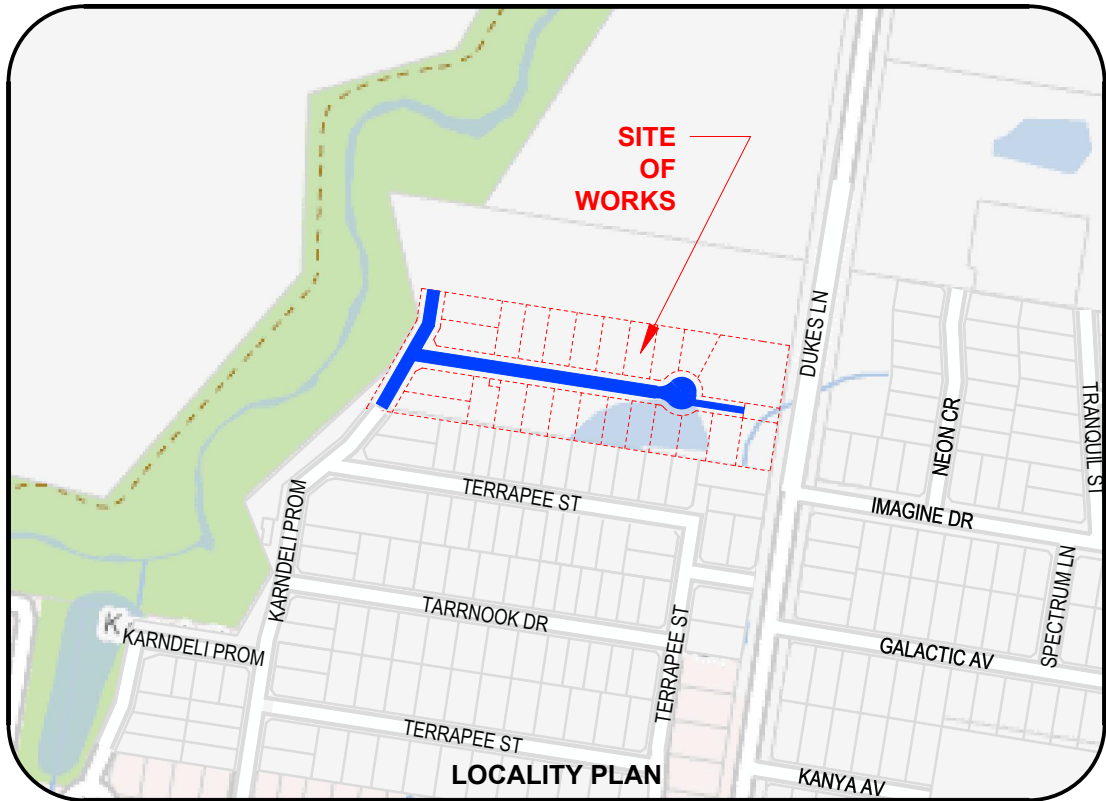 SITE
OF
WORKS
DUKES LN
NEON CR
TRANQUIL ST
TERRAPEE ST
IMAGINE DR
KARNDELI PROM
TARRNOOK DR
SPECTRUM LN
K
KARNDELI PROM
TERRAPEE ST
GALACTIC AV
TERRAPEE ST
LOCALITY PLAN
KANYA AV